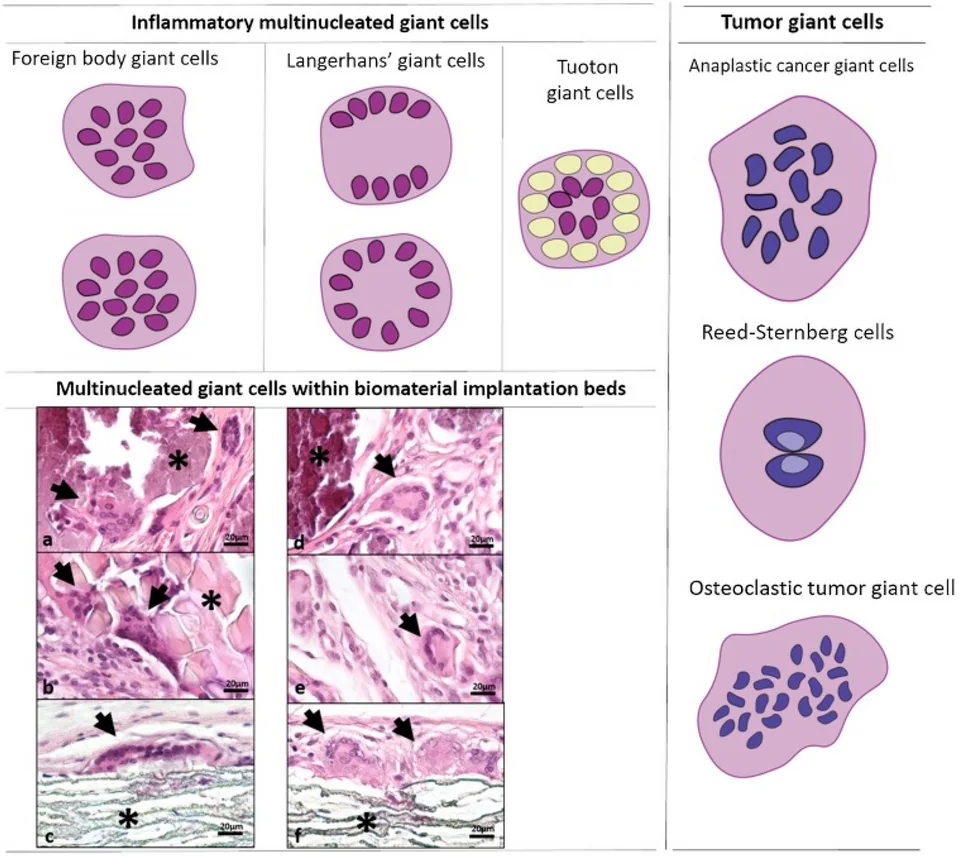 Inflammatory multinucleated giant cells
Foreign body giant cells
Langerhans' giant cells
Tuoton
giant cells
Multinucleated giant cells within biomaterial implantation beds
*
20µm
a
*
20µm
d
*
20µm
b
20µm
e
*
20µm
c
*
20µm
f
Tumor giant cells
Anaplastic cancer giant cells
Reed-Sternberg cells
Osteoclastic tumor giant cell